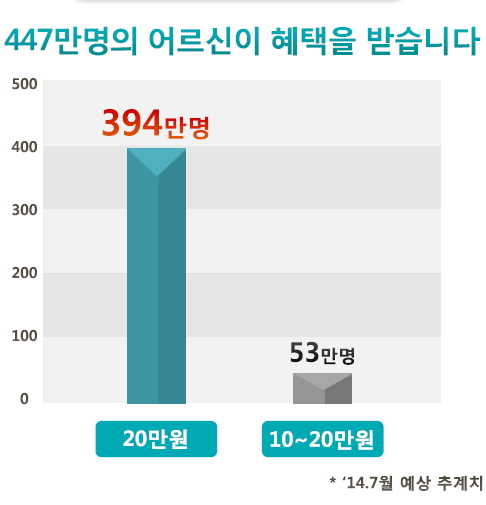 447만명의 어르신이 혜택을 받습니다
500
394만명
400
300
200
100
53만명
0
20만원
10~20만원
* ‘14.7월 예상 추계치